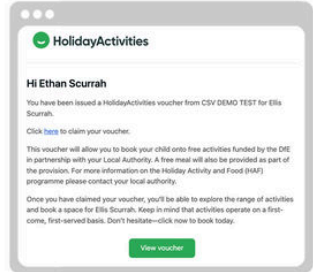 HolidayActivities
Hi Ethan Scurrah
You have been issued a HolidayActivities voucher from CSV DEMO TEST for Ellis
Scurrah.
Click here to claim your voucher.
This voucher will allow you to book your child onto free activities funded by the DfE
in partnership with your Local Authority. A free meal will also be provided as part of
the provision. For more information on the Holiday Activity and Food (HAF)
programme please contact your local authority.
Once you have claimed your voucher, you'll be able to explore the range of activities
and book a space for Ellis Scurrah. Keep in mind that activities operate on a first-
come, first-served basis. Don't hesitate—click now to book today.
View voucher